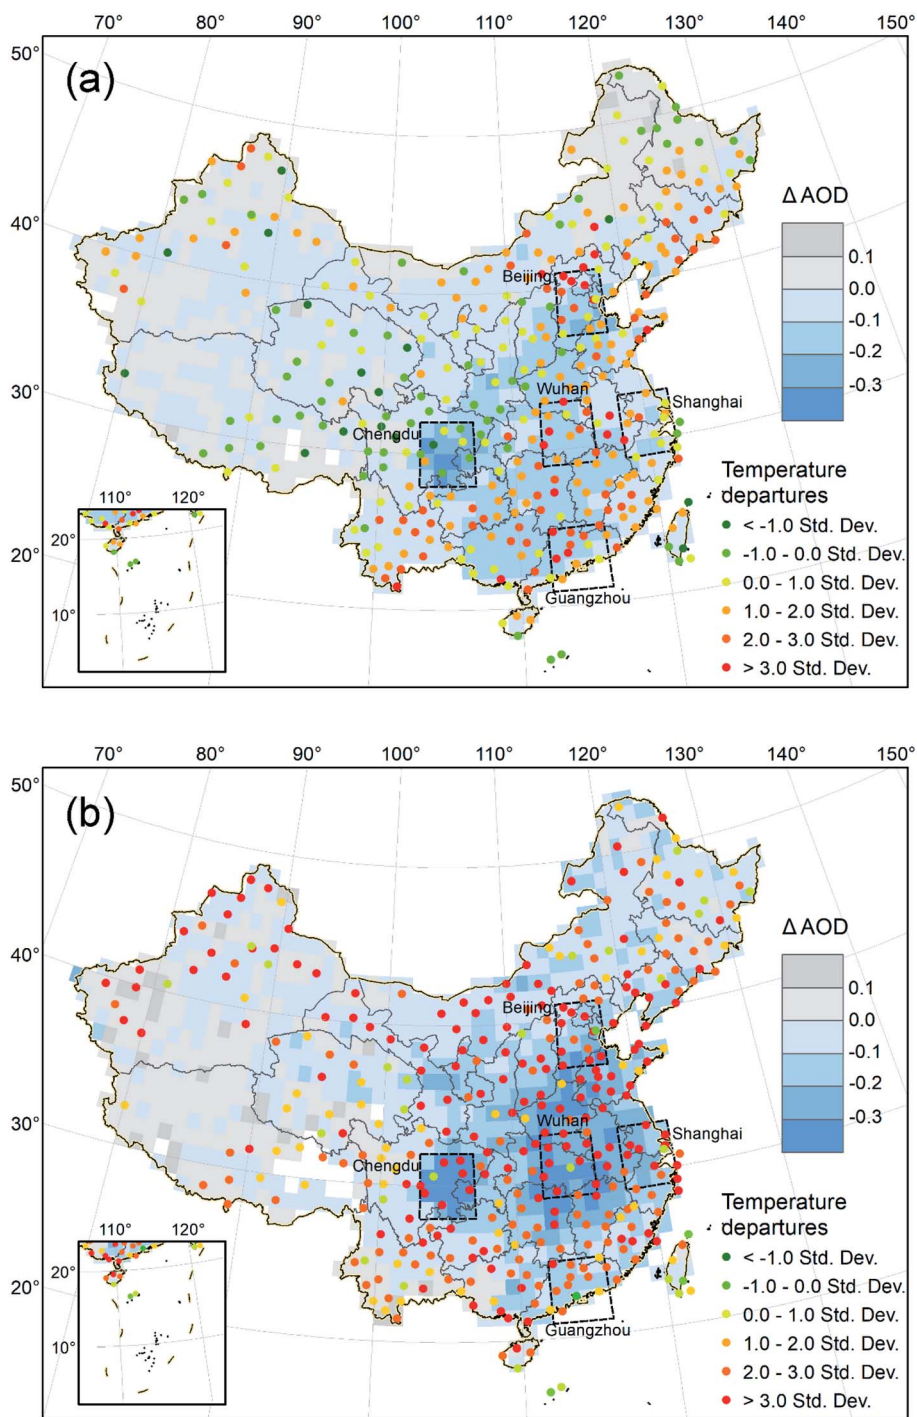 70° 80° 90° 100° 110° 120° 130° 140° 150°
50°
(a)
Δ AOD
40°
0.1
0.0
Beijing
-0.1
-0.2
Wuhan
-0.3
30°
Shanghai
Chengdu
Temperature
departures
110° 120°
< -1.0 Std. Dev.
20°
-1.0 - 0.0 Std. Dev.
20°
0.0 - 1.0 Std. Dev.
10°
Guangzhou
1.0 - 2.0 Std. Dev.
2.0 - 3.0 Std. Dev.
> 3.0 Std. Dev.
70° 80° 90° 100° 110° 120° 130° 140° 150°
50°
(b)
Δ AOD
40°
0.1
0.0
Beijing
-0.1
-0.2
Wuhan
-0.3
30°
Shanghai
Chengdu
Temperature
departures
110° 120°
< -1.0 Std. Dev.
20°
-1.0 - 0.0 Std. Dev.
20°
0.0 - 1.0 Std. Dev.
10°
Guangzhou
1.0 - 2.0 Std. Dev.
2.0 - 3.0 Std. Dev.
> 3.0 Std. Dev.